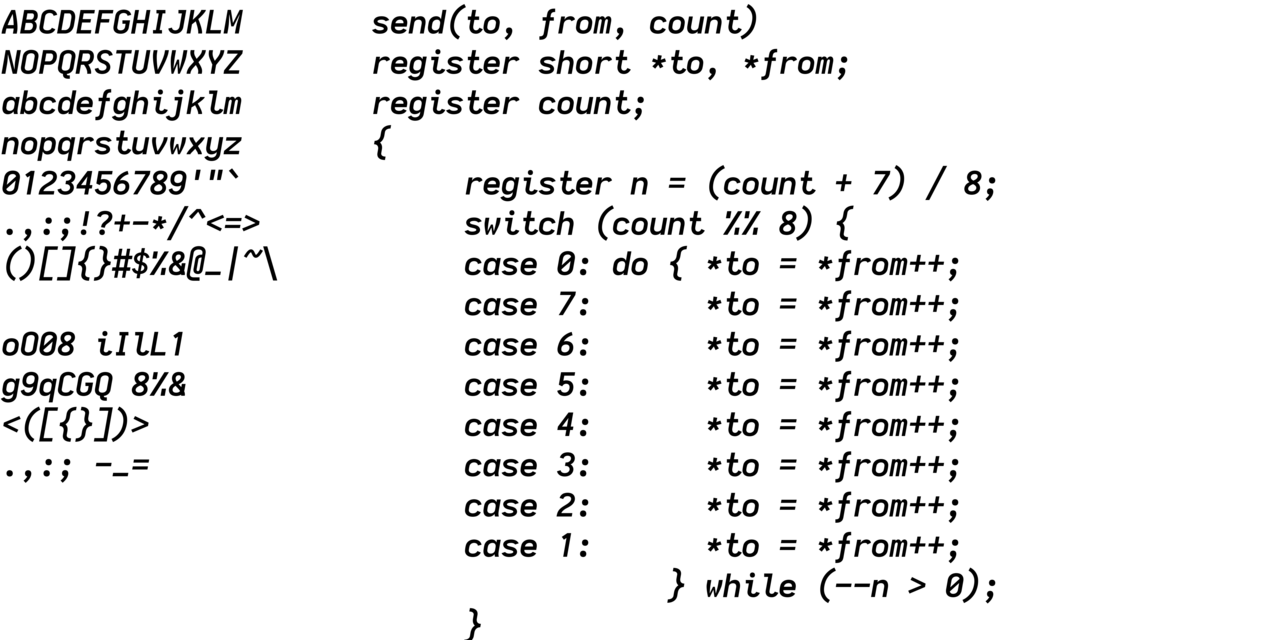 ABCDEFGHIJKLM
NOPQRSTUVWXYZ
abcdefghijklm
nopqrstuvwxyz
0123456789'"`
.,:;!?+-*/^<=>
()[]{}#$%&@_|~\
oO08 iIlL1
g9qCGQ 8%&
<([{}])>
.,:; -_=
send(to, from, count)
register short *to, *from;
register count;
{
    register n = (count + 7) / 8;
    switch (count %% 8) {
    case 0: do { *to = *from++;
    case 7:      *to = *from++;
    case 6:      *to = *from++;
    case 5:      *to = *from++;
    case 4:      *to = *from++;
    case 3:      *to = *from++;
    case 2:      *to = *from++;
    case 1:      *to = *from++;
               } while (--n > 0);
    }